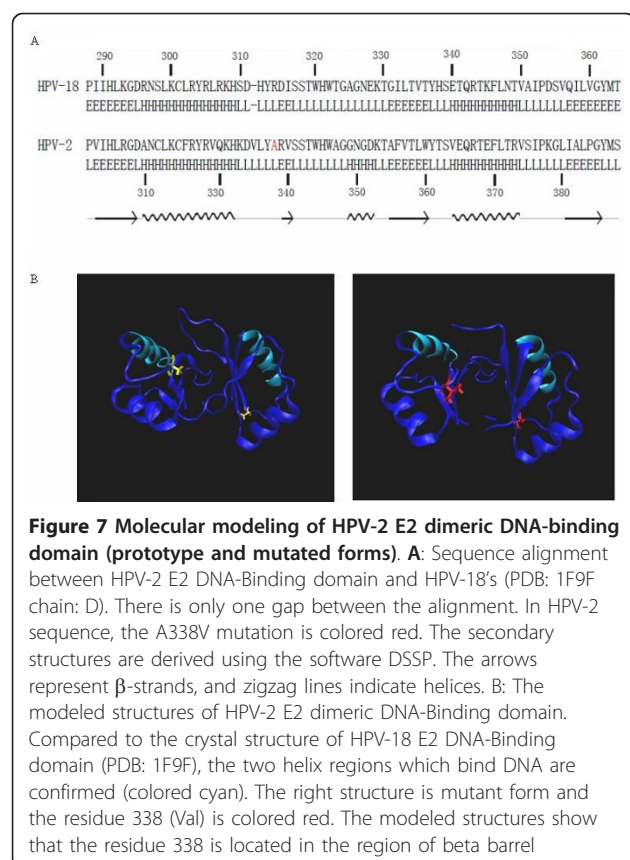 A
290 300 310 320 330 340 350 360
HPV-18 PIIHLKGDRNSLKCLRYRLRKHSD-HYRDISSTWHWTGAGNEKTGILTVTYHSETQRTKFLNTVAIPDSVQILVGYMT
EEEEEEELHHHHHHHHHHHHHHLL-LLLEELLLLLLLLLLLLLEEEEEELLLHHHHHHHHHLLLLLLEEEEEEEE
HPV-2 PVIHLRGDANCLKCFRYRVQKHKDVLYARVSSTWHWAGGNGDKTAFVTLWYTSVEQRTEFLTRVSIPKGLIALPGYMS
LEEEEEELHHHHHHHHHHHHHHLLLLLLEELLLLLLLHHHHLLEEEEEELLLHHHHHHHHHHLLLLLLEEEEELLL
310 330 340 350 360 370 380
B
Figure 7 Molecular modeling of HPV-2 E2 dimeric DNA-binding
domain (prototype and mutated forms). A: Sequence alignment
between HPV-2 E2 DNA-Binding domain and HPV-18's (PDB: 1F9F
chain: D). There is only one gap between the alignment. In HPV-2
sequence, the A338V mutation is colored red. The secondary
structures are derived using the software DSSP. The arrows
represent β-strands, and zigzag lines indicate helices. B: The
modeled structures of HPV-2 E2 dimeric DNA-Binding domain.
Compared to the crystal structure of HPV-18 E2 DNA-Binding
domain (PDB: 1F9F), the two helix regions which bind DNA are
confirmed (colored cyan). The right structure is mutant form and
the residue 338 (Val) is colored red. The modeled structures show
that the residue 338 is located in the region of beta barrel